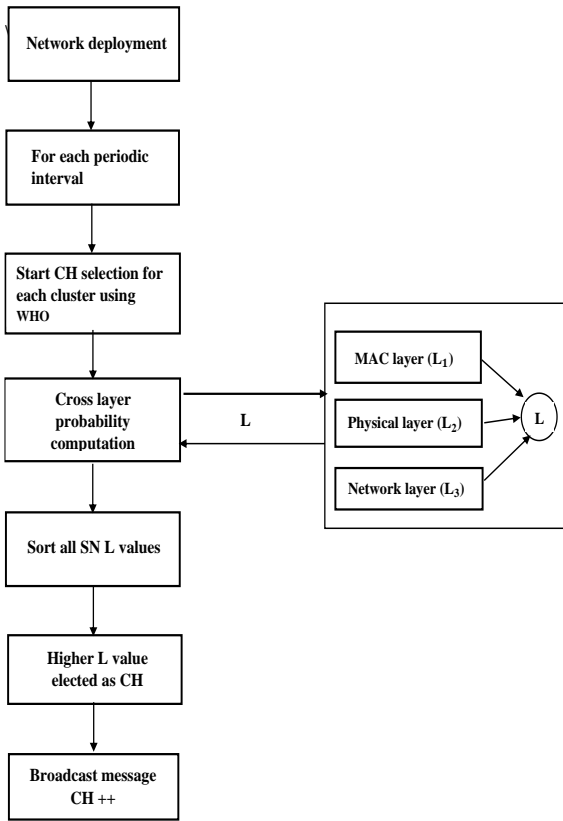 Network deployment
For each periodic
interval
Start CH selection for
each cluster using
WHO
Cross layer
probability
computation
L
MAC layer (L₁)
Physical layer (L₂)
Network layer (L₃)
L
Sort all SN L values
Higher L value
elected as CH
Broadcast message
CH ++